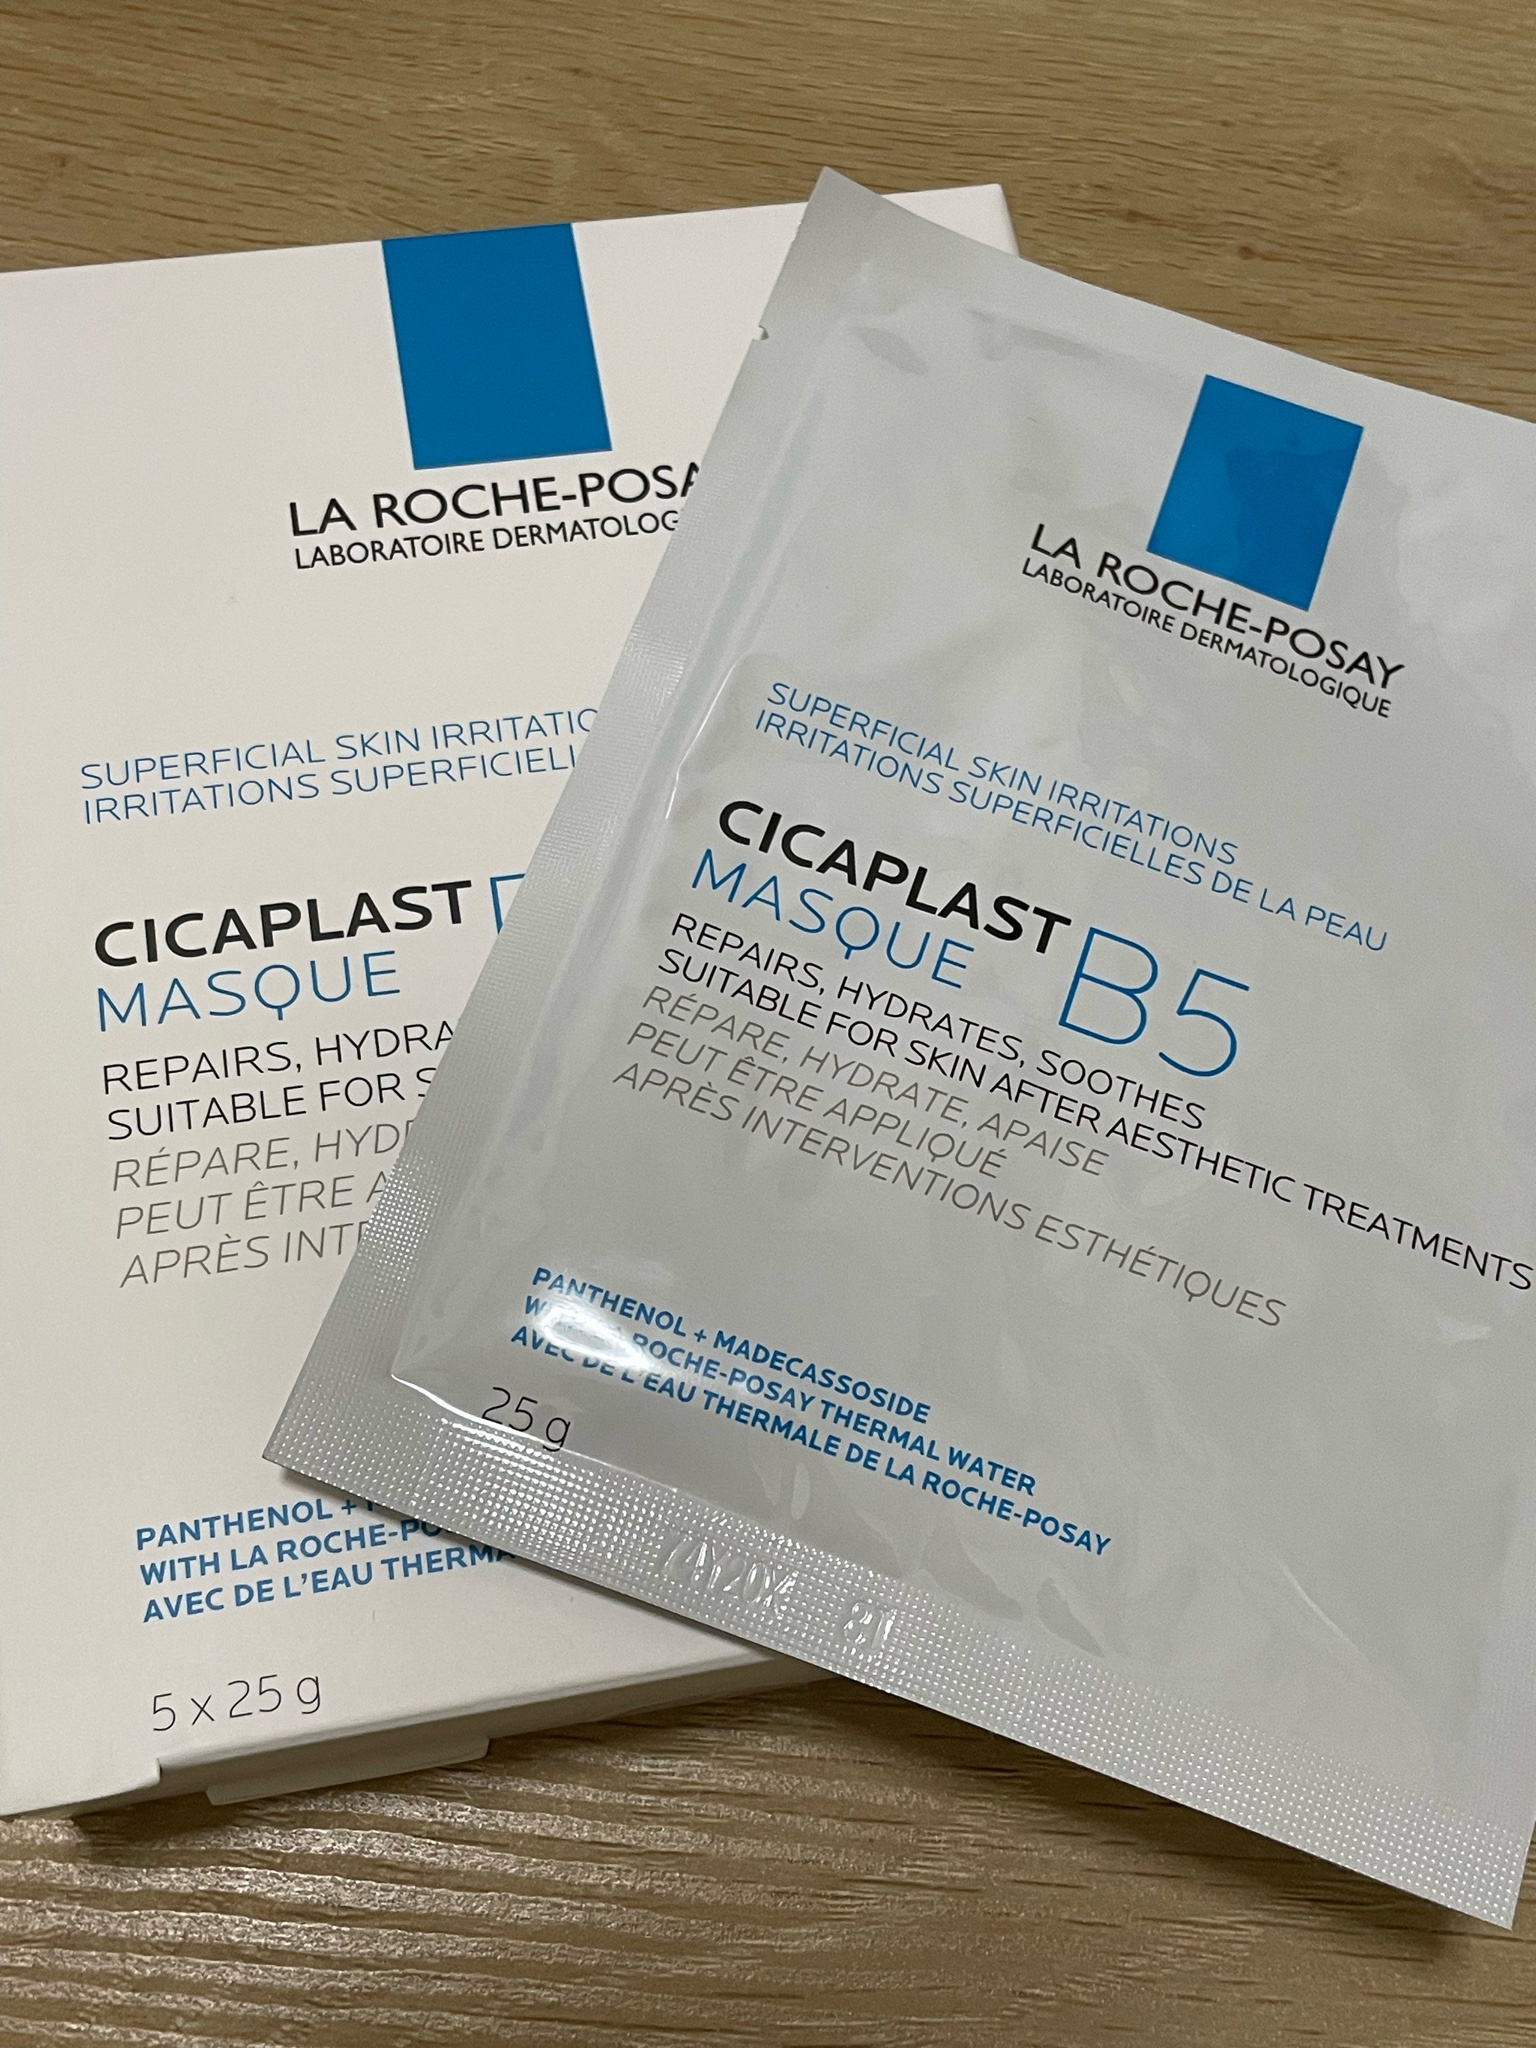 LA ROCHE-POSA
LABORATOIRE DERMATOLOG
SUPERFICIAL SKIN IRRITATIO
IRRITATIONS SUPERFICIELL
CICAPLAST
MASQUE
REPAIRS, HYDRA
SUITABLE FOR S
RÉPARE, HYD
PEUT ÊTRE A
APRÈS INT
PANTHENOL +
WITH LA ROCHE-PO
AVEC DE L'EAU THERMA
5 x 25 g
LA ROCHE-POSAY
LABORATOIRE DERMATOLOGIQUE
SUPERFICIAL SKIN IRRITATIONS
IRRITATIONS SUPERFICIELLES DE LA PEAU
CICAPLAST B5
MASQUE
REPAIRS, HYDRATES, SOOTHES
SUITABLE FOR SKIN AFTER AESTHETIC TREATMENTS
RÉPARE, HYDRATE, APAISE
PEUT ÊTRE APPLIQUÉ
APRÈS INTERVENTIONS ESTHÉTIQUES
PANTHENOL + MADECASSOSIDE
WITH LA ROCHE-POSAY THERMAL WATER
AVEC DE L'EAU THERMALE DE LA ROCHE-POSAY
25 g